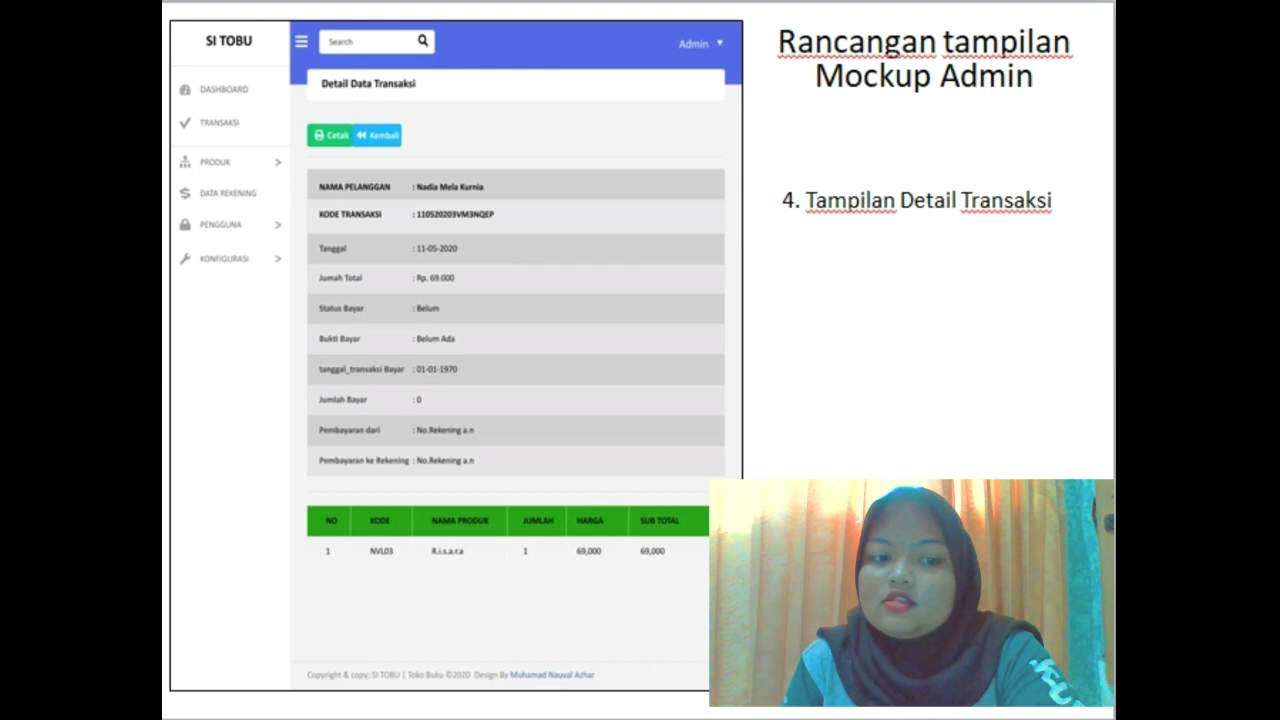 SI TOBU
Search
Admin
Detail Data Transaksi
DASHBOARD
TRANSAKSI
PRODUK
DATA REKENING
PENGGUNA
KONFIGURASI
Cetak
Kembali
NAMA PELANGGAN : Nadia Mela Kurnia
KODE TRANSAKSI : 110520203VM3NQEP
Tanggal : 11-05-2020
Jumah Total : Rp. 69.000
Status Bayar : Belum
Bukti Bayar : Belum Ada
tanggal_transaksi Bayar : 01-01-1970
Jumlah Bayar : 0
Pembayaran dari : No.Rekening a.n
Pembayaran ke Rekening : No.Rekening a.n
NO KODE NAMA PRODUK JUMLAH HARGA SUB TOTAL
1 NVL03 R.i.s.a.r.a 1 69,000 69,000
Copyright & copy; SI TOBU | Toko Buku ©2020 Design By Muhamad Nauval Azhar
Rancangan tampilan
Mockup Admin
4. Tampilan Detail Transaksi